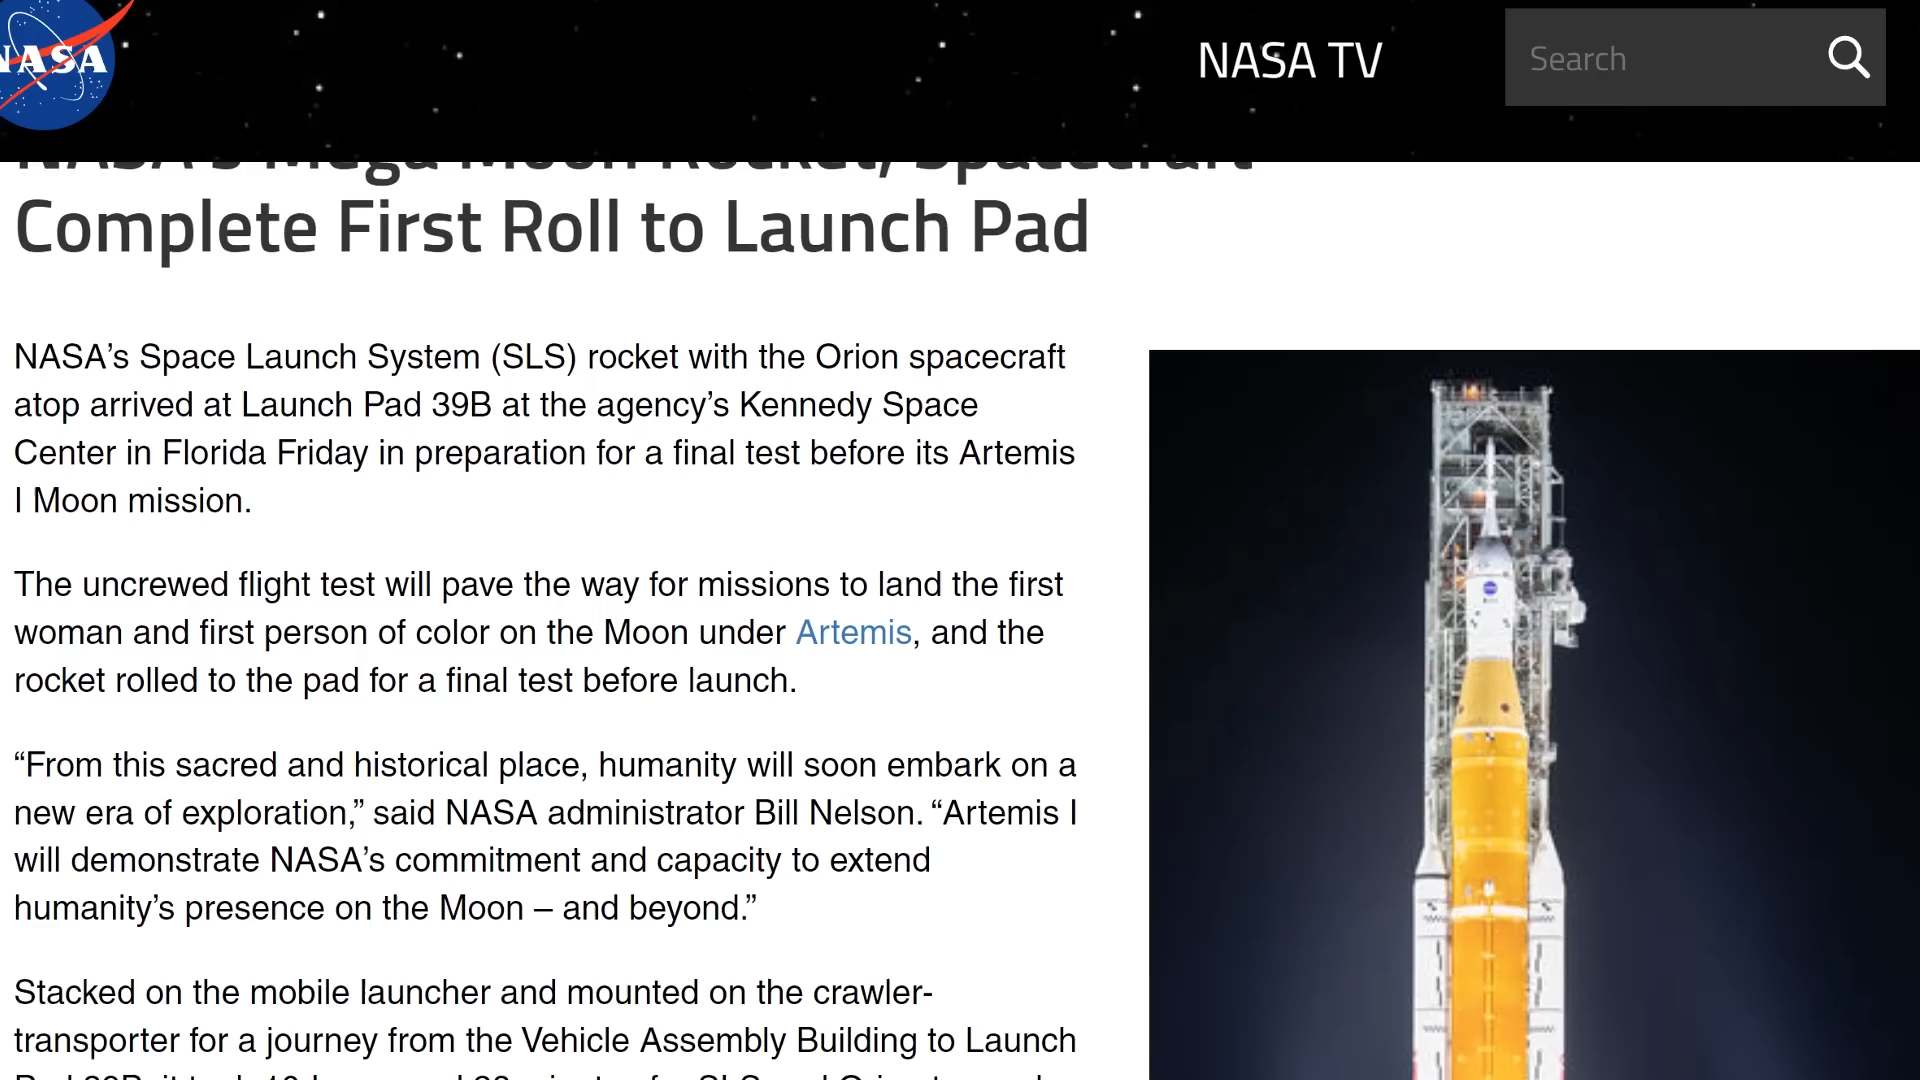 NASA
NASA TV
Search
NASA's Mega Moon Rocket, Spacecraft
Complete First Roll to Launch Pad
NASA’s Space Launch System (SLS) rocket with the Orion spacecraft
atop arrived at Launch Pad 39B at the agency’s Kennedy Space
Center in Florida Friday in preparation for a final test before its Artemis
I Moon mission.
The uncrewed flight test will pave the way for missions to land the first
woman and first person of color on the Moon under Artemis, and the
rocket rolled to the pad for a final test before launch.
“From this sacred and historical place, humanity will soon embark on a
new era of exploration,” said NASA administrator Bill Nelson. “Artemis I
will demonstrate NASA’s commitment and capacity to extend
humanity’s presence on the Moon – and beyond.”
Stacked on the mobile launcher and mounted on the crawler-
transporter for a journey from the Vehicle Assembly Building to Launch